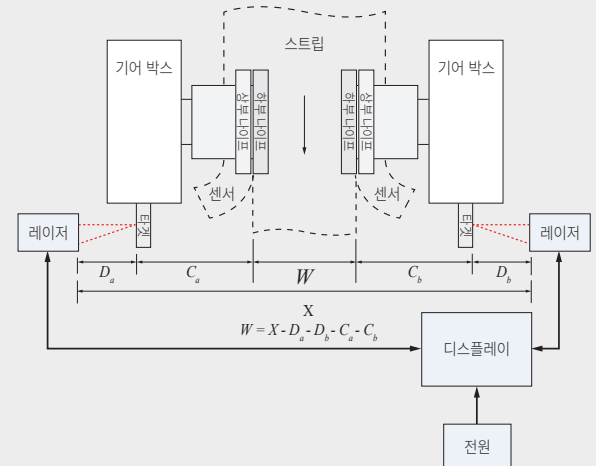 스트립
기어 박스
기어 박스
상부 나이프
하부 나이프
하부 나이프
상부 나이프
센서
센서
타겟
타겟
레이저
레이저
Da
Ca
W
Cb
Db
X
W = X - Da - Db - Ca - Cb
디스플레이
전원